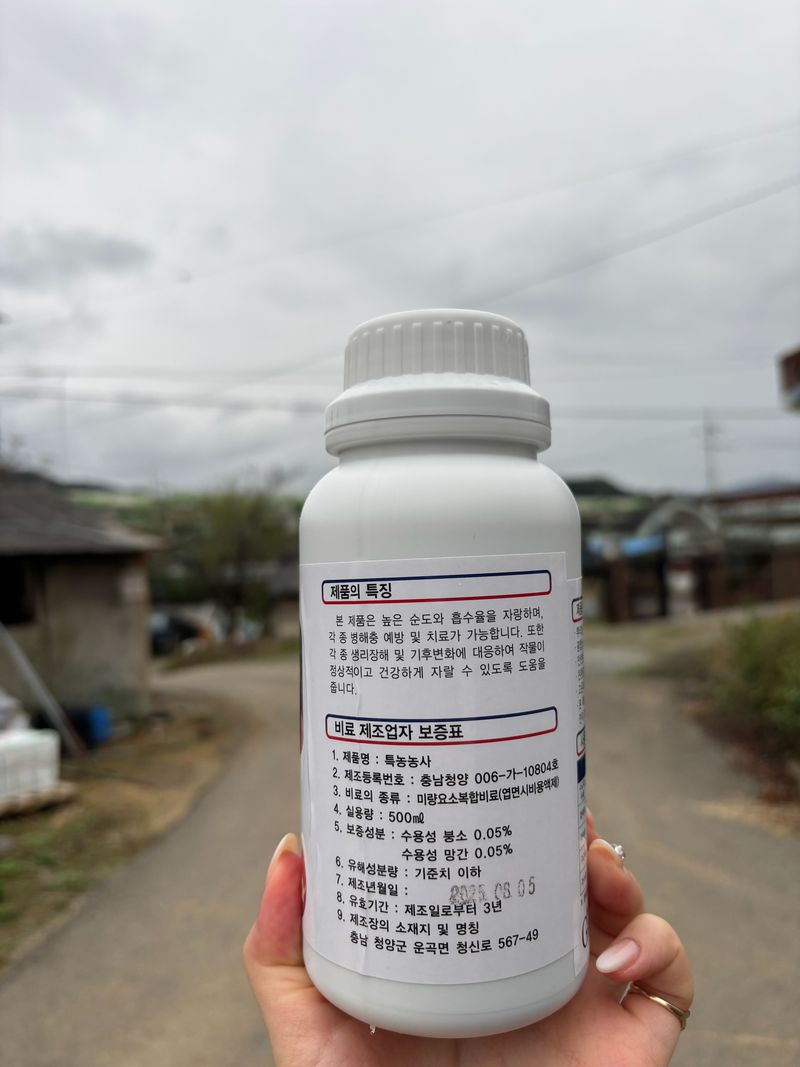 제품의 특징
본 제품은 높은 순도와 흡수율을 자랑하며,
각 종 병해충 예방 및 치료가 가능합니다. 또한
각 종 생리장해 및 기후변화에 대응하여 작물이
정상적이고 건강하게 자랄 수 있도록 도움을
줍니다.
비료 제조업자 보증표
1. 제품명 : 특농농사
2. 제조등록번호 : 충남청양 006-가-10804호
3. 비료의 종류 : 미량요소복합비료(엽면시비용액제)
4. 실용량 : 500㎖
5. 보증성분 : 수용성 붕소 0.05%
수용성 망간 0.05%
6. 유해성분량 : 기준치 이하
7. 제조년월일 : 2025.08.05
8. 유효기간 : 제조일로부터 3년
9. 제조장의 소재지 및 명칭
충남 청양군 운곡면 청신로 567-49